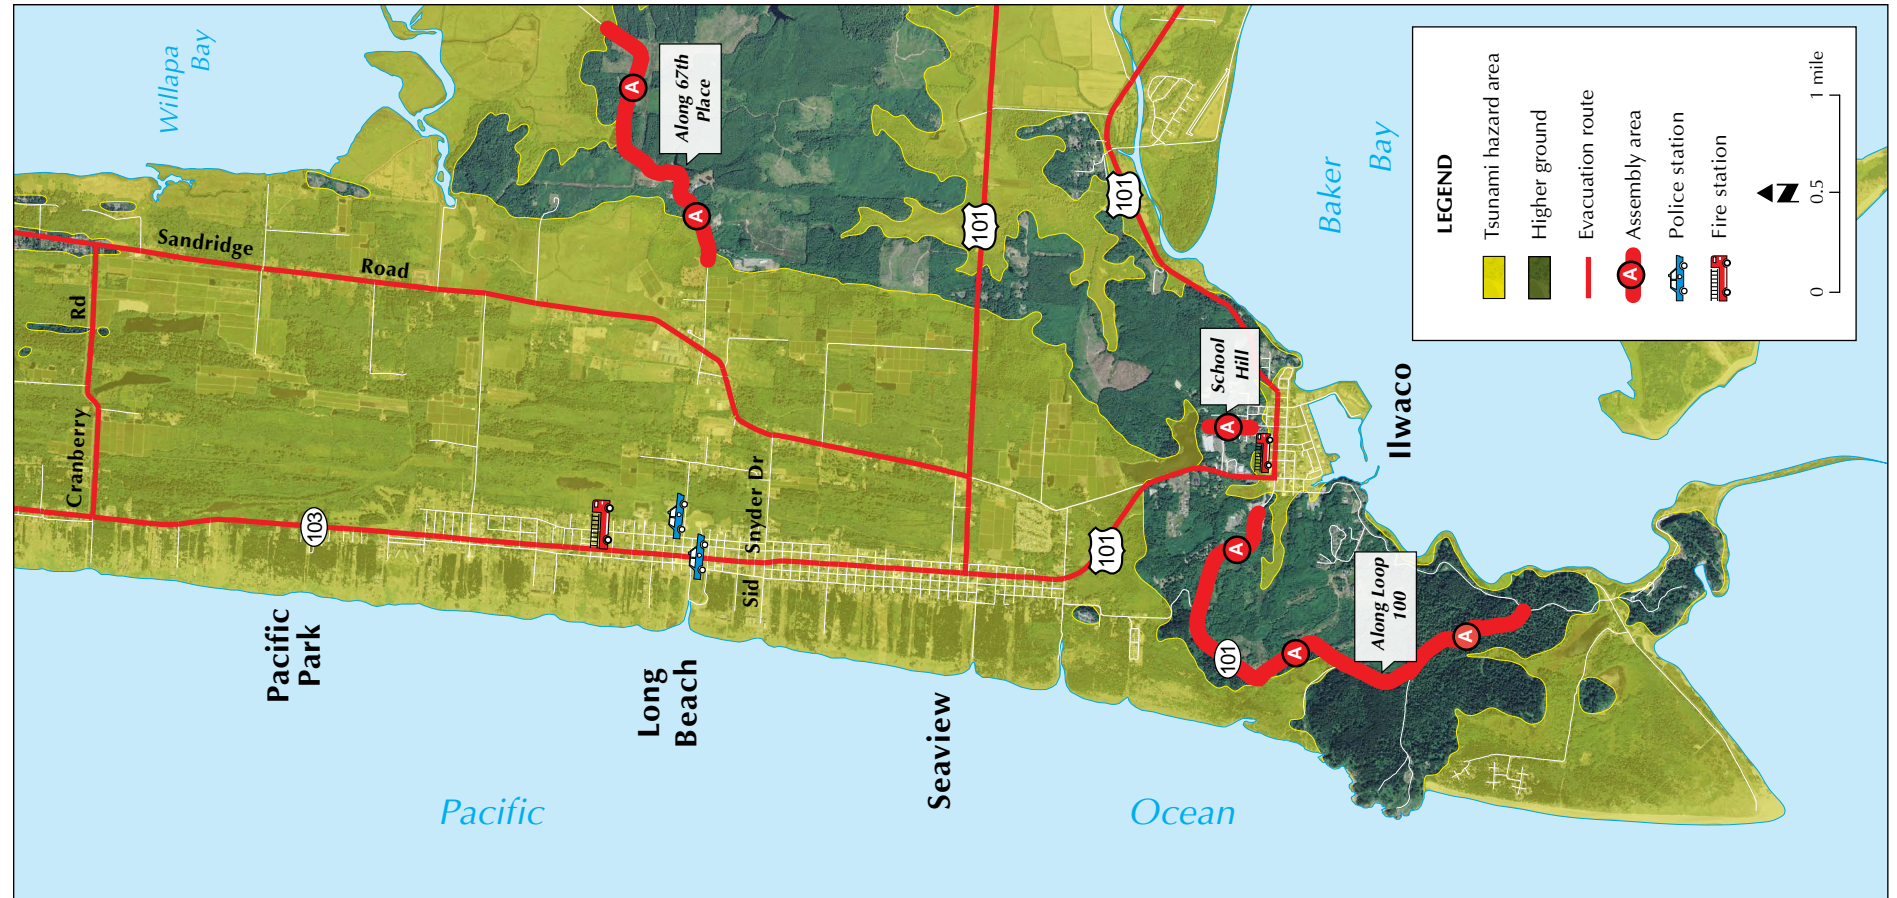 Willapa
Bay
Along 67th
Place
A
A
Sandridge
Road
Rd
Cranberry
103
Snyder Dr
Sid
Pacific
Park
Long
Beach
Seaview
Pacific
Ocean
101
101
101
101
School
Hill
A
A
A
A
Along Loop
100
Ilwaco
Baker
Bay
LEGEND
Tsunami hazard area
Higher ground
Evacuation route
A
Assembly area
Police station
Fire station
N
0
0.5
1 mile